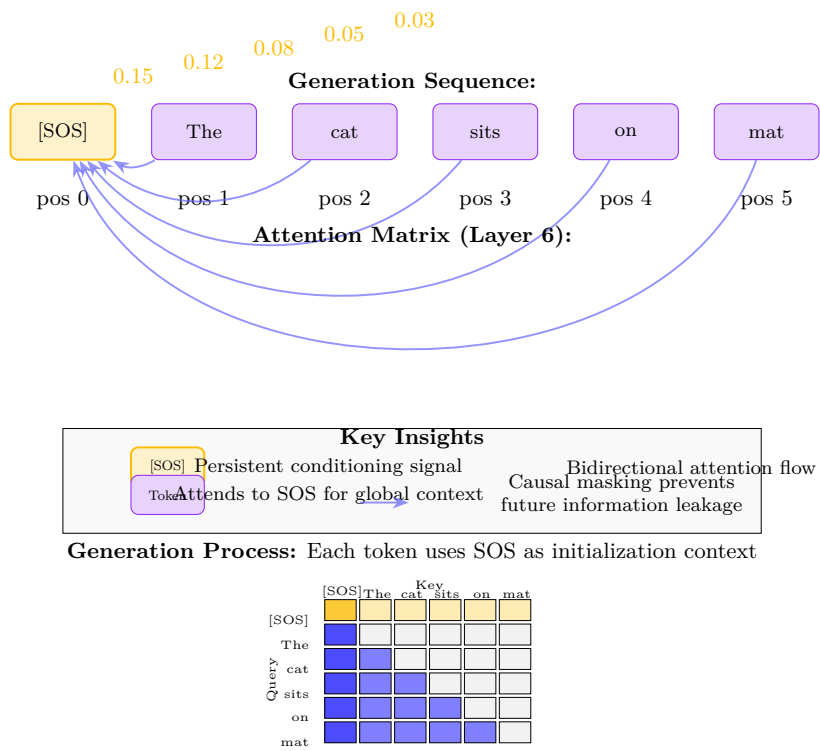 0.15 0.12 0.08 0.05 0.03
Generation Sequence:
[SOS] The cat sits on mat
pos 0 pos 1 pos 2 pos 3 pos 4 pos 5
Attention Matrix (Layer 6):
Key Insights
[SOS] Persistent conditioning signal
Token Attends to SOS for global context
Bidirectional attention flow
Causal masking prevents
future information leakage
Generation Process: Each token uses SOS as initialization context
Key
[SOS] The cat sits on mat
Query
[SOS]
The
cat
sits
on
mat